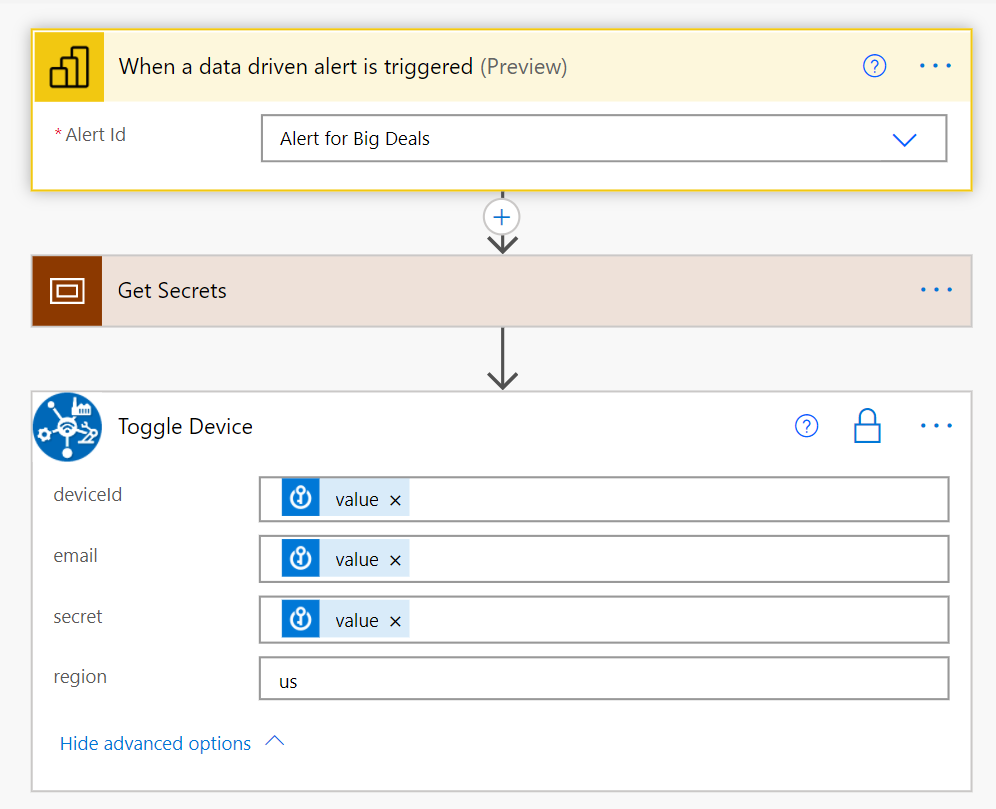 When a data driven alert is triggered (Preview)
* Alert Id
Alert for Big Deals
Get Secrets
Toggle Device
deviceId
value ×
email
value ×
secret
value ×
region
us
Hide advanced options